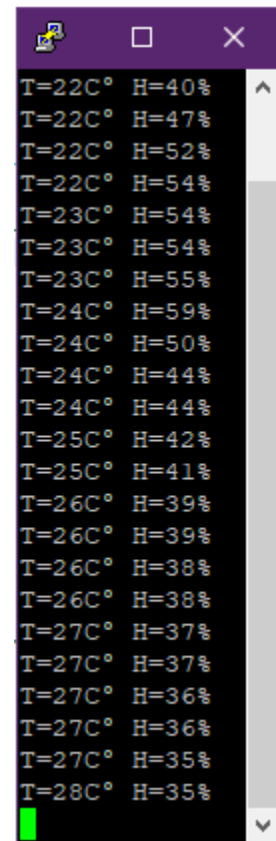 T=22C° H=40%
T=22C° H=47%
T=22C° H=52%
T=22C° H=54%
T=23C° H=54%
T=23C° H=54%
T=23C° H=55%
T=24C° H=59%
T=24C° H=50%
T=24C° H=44%
T=24C° H=44%
T=25C° H=42%
T=25C° H=41%
T=26C° H=39%
T=26C° H=39%
T=26C° H=38%
T=26C° H=38%
T=27C° H=37%
T=27C° H=37%
T=27C° H=36%
T=27C° H=36%
T=27C° H=35%
T=28C° H=35%